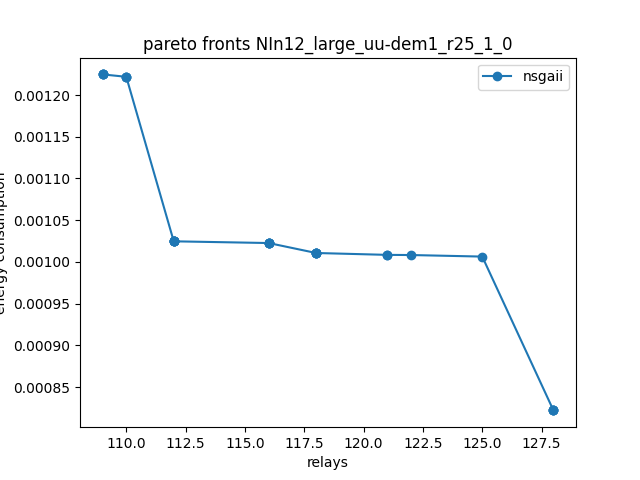 pareto fronts NIn12_large_uu-dem1_r25_1_0
nsgaii
0.00120
0.00115
0.00110
0.00105
0.00100
0.00095
0.00090
0.00085
energy consumption
110.0 112.5 115.0 117.5 120.0 122.5 125.0 127.5
relays